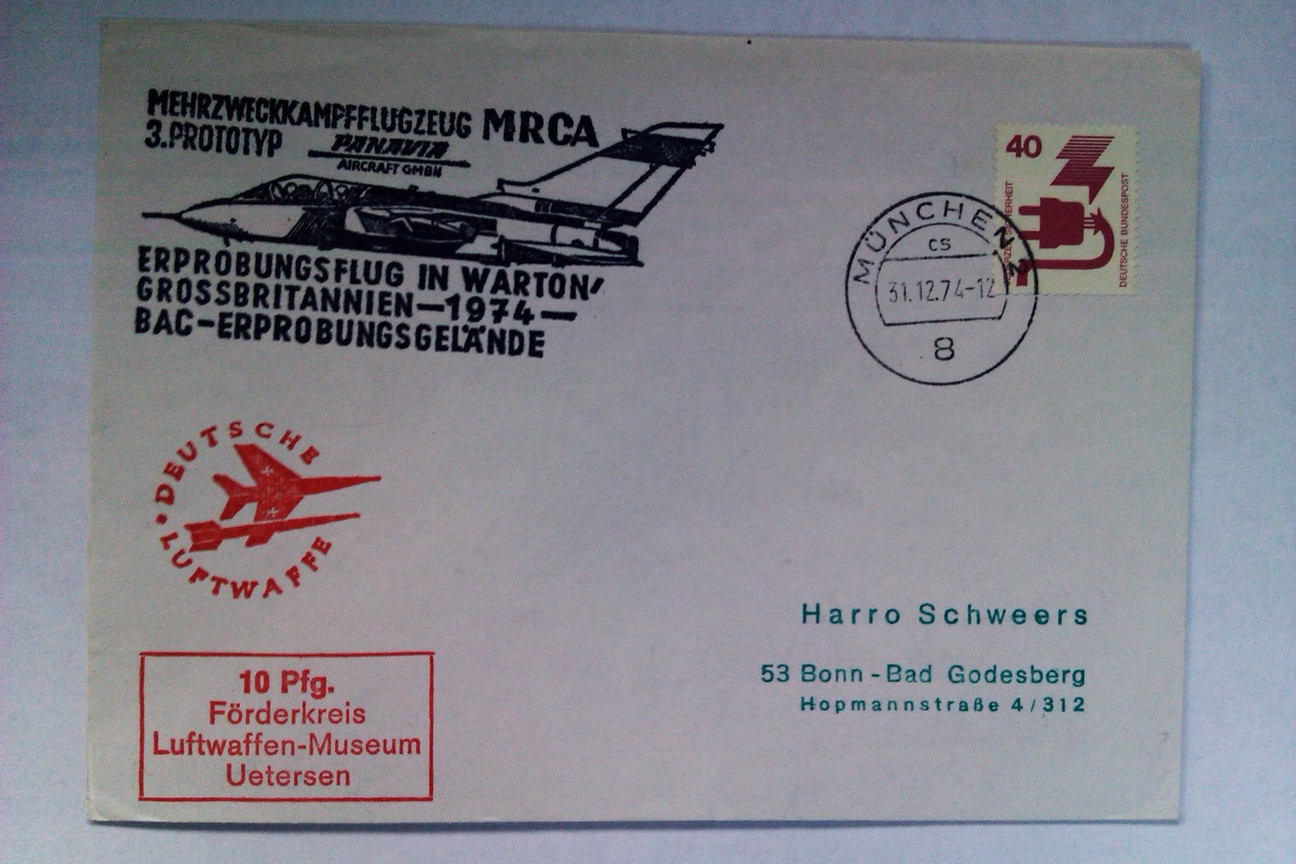 MEHRZWECKKAMPFFLUGZEUG MRCA
3.PROTOTYP PANAVIA
AIRCRAFT GMBH
ERPROBUNGSFLUG IN WARTON/
GROSSBRITANNIEN—1974—
BAC-ERPROBUNGSGELÄNDE
40
DEUTSCHE BUNDESPOST
MÜNCHEN 2
cs
31.12.74-12
8
DEUTSCHE
LUFTWAFFE
Harro Schweers
53 Bonn-Bad Godesberg
Hopmannstraße 4/312
10 Pfg.
Förderkreis
Luftwaffen-Museum
Uetersen